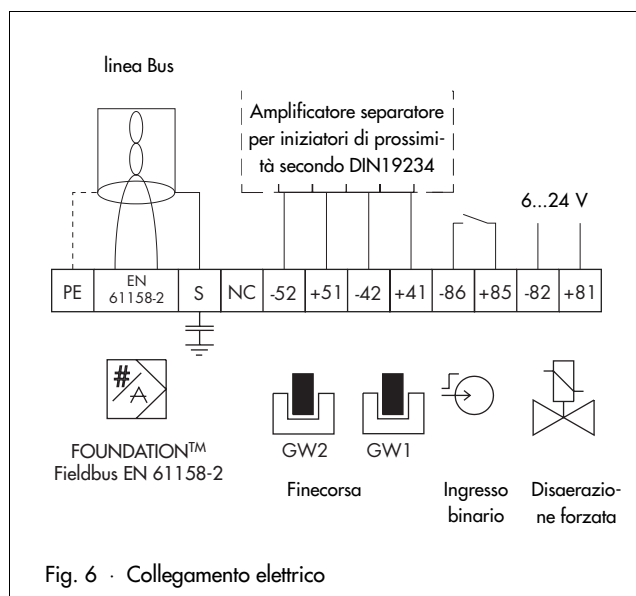 linea Bus
Amplificatore separatore
per iniziatori di prossimi-
tà secondo DIN19234
6...24 V
PE
EN
61158-2
S
NC
-52
+51
-42
+41
-86
+85
-82
+81
#
A
FOUNDATION™
Fieldbus EN 61158-2
GW2
GW1
Finecorsa
Ingresso
binario
Disaerazio-
ne forzata
Fig. 6 · Collegamento elettrico